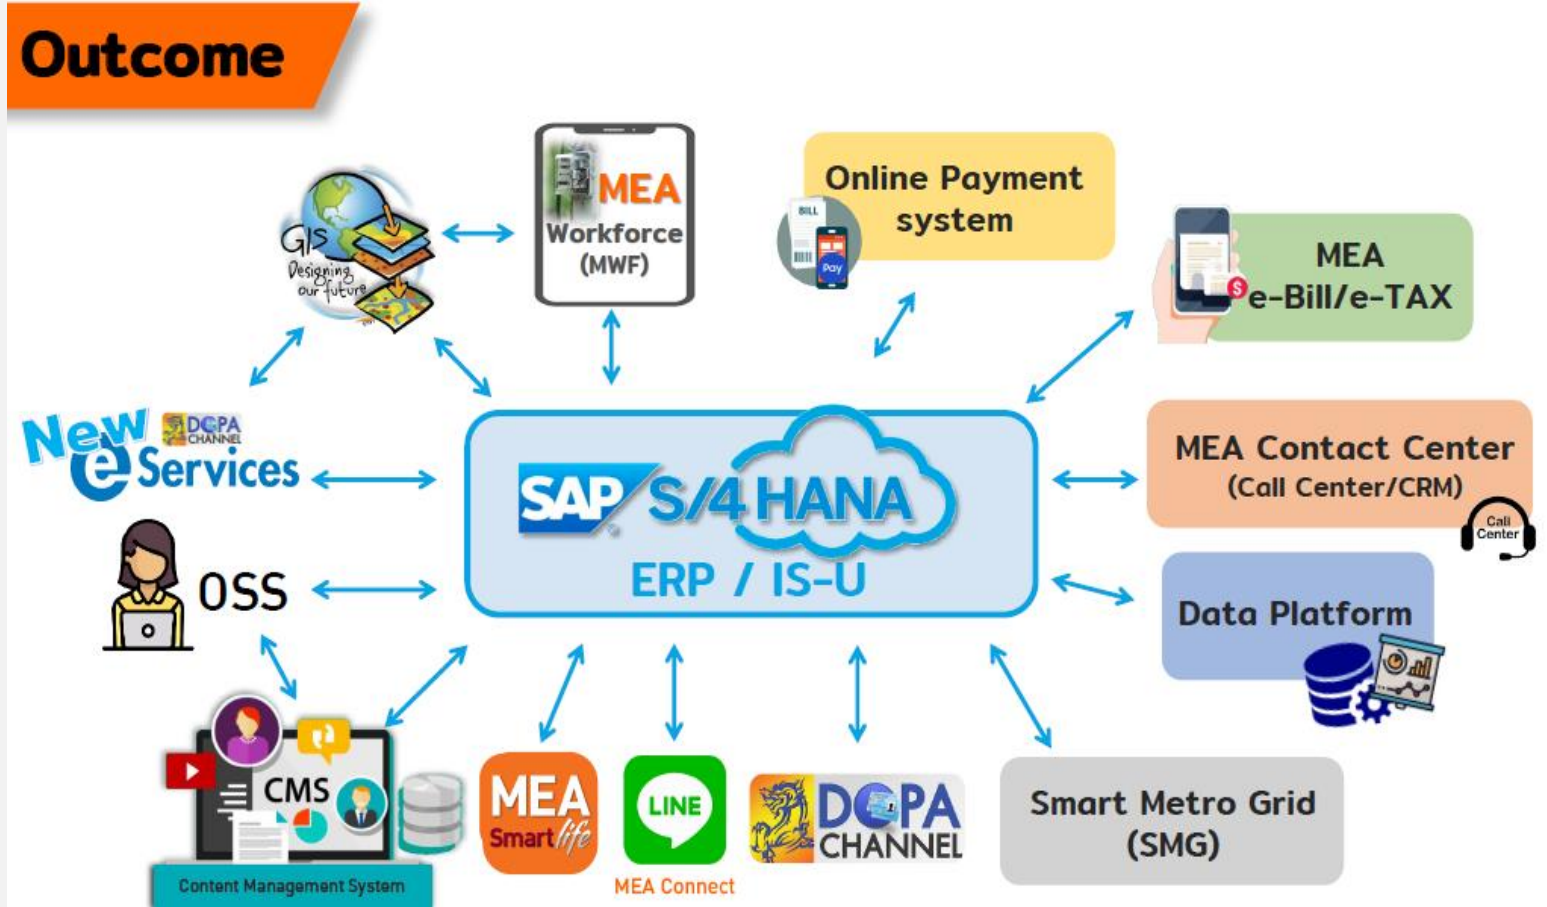 Outcome
GIS
Designing
our future
MEA
Workforce
(MWF)
BILL
Pay
Online Payment
system
$
MEA
e-Bill/e-TAX
New
DOPA
CHANNEL
eServices
SAP S/4 HANA
ERP / IS-U
MEA Contact Center
(Call Center/CRM)
Call
Center
OSS
Data Platform
CMS
Content Management System
MEA
Smart life
LINE
MEA Connect
DOPA
CHANNEL
Smart Metro Grid
(SMG)